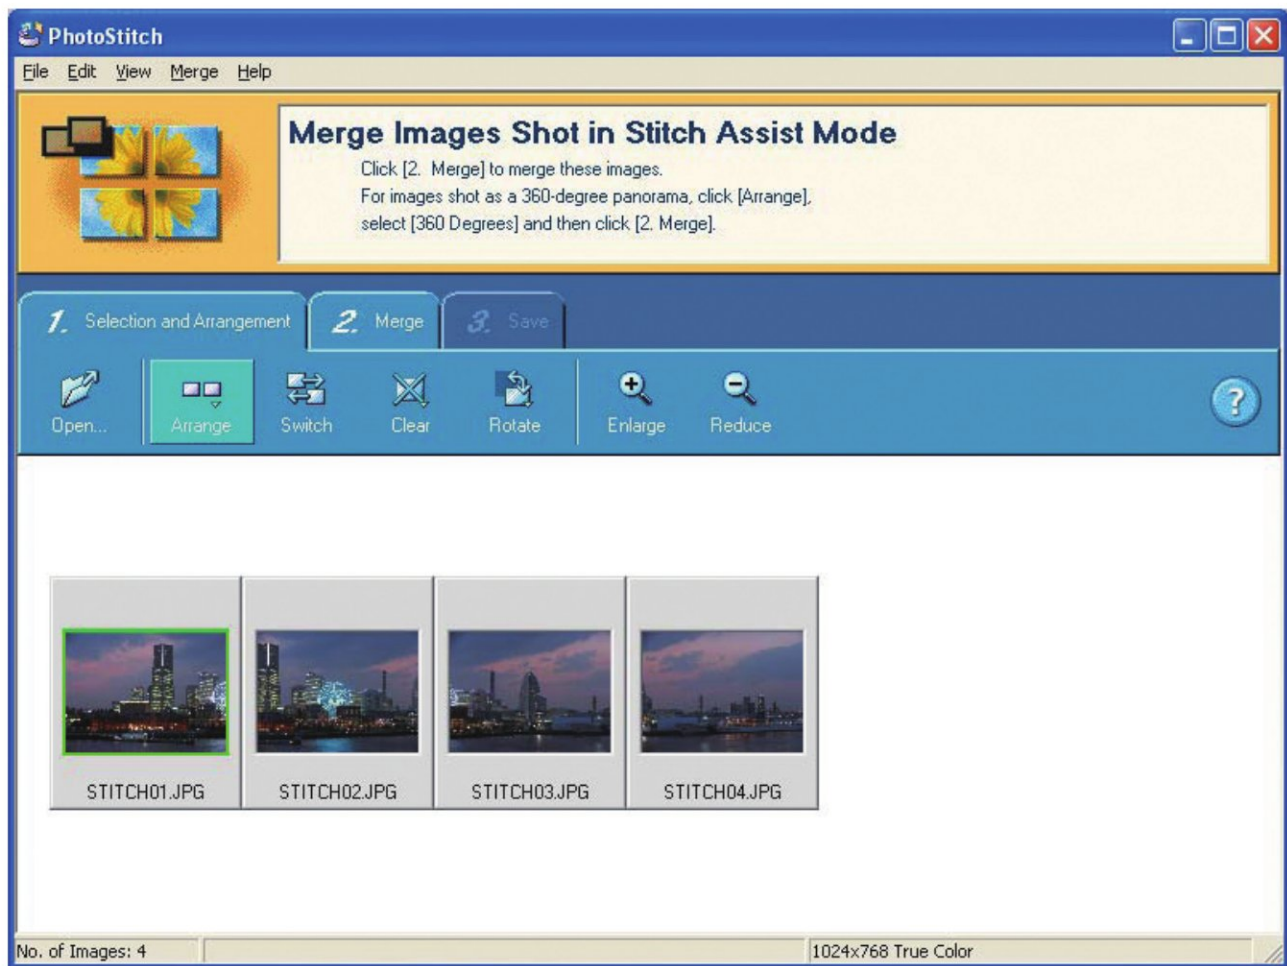 PhotoStitch
File Edit View Merge Help
Merge Images Shot in Stitch Assist Mode
Click [2. Merge] to merge these images.
For images shot as a 360-degree panorama, click [Arrange],
select [360 Degrees] and then click [2. Merge].
1. Selection and Arrangement 2. Merge 3. Save
Open... Arrange Switch Clear Rotate Enlarge Reduce ?
STITCH01.JPG STITCH02.JPG STITCH03.JPG STITCH04.JPG
No. of Images: 4 1024x768 True Color